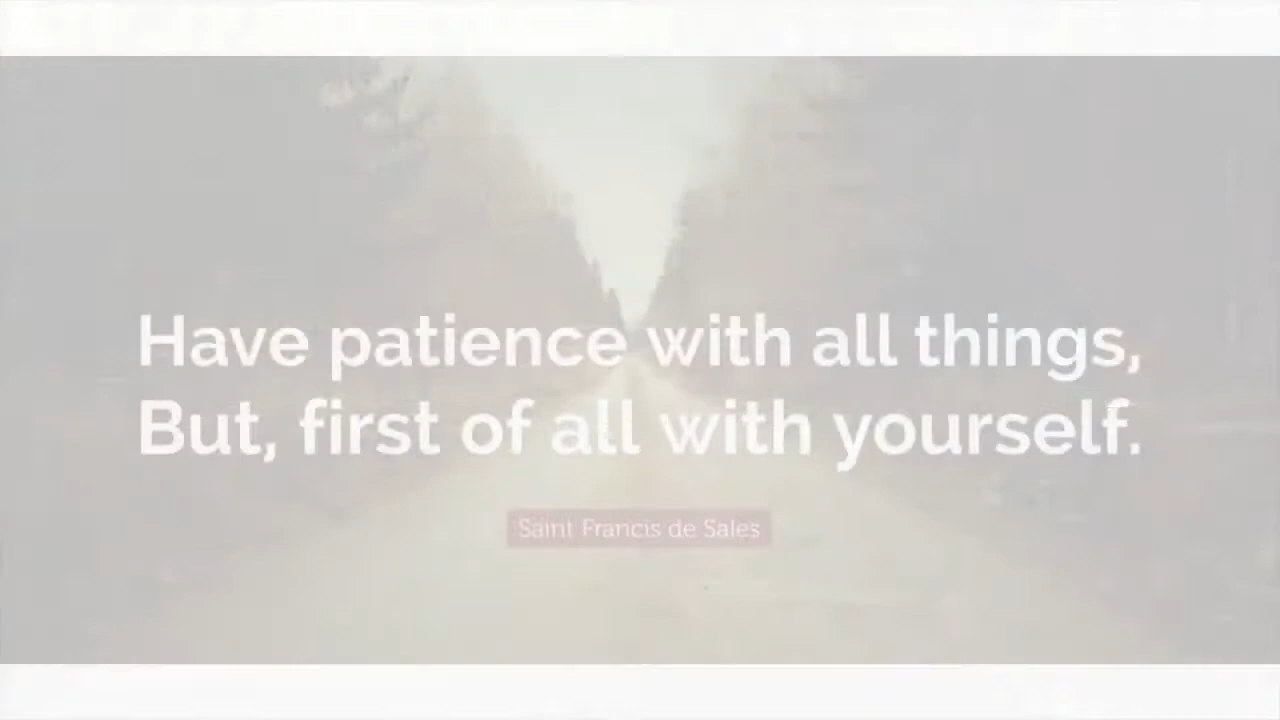 Have patience with all things,
But, first of all with yourself.
Saint Francis de Sales